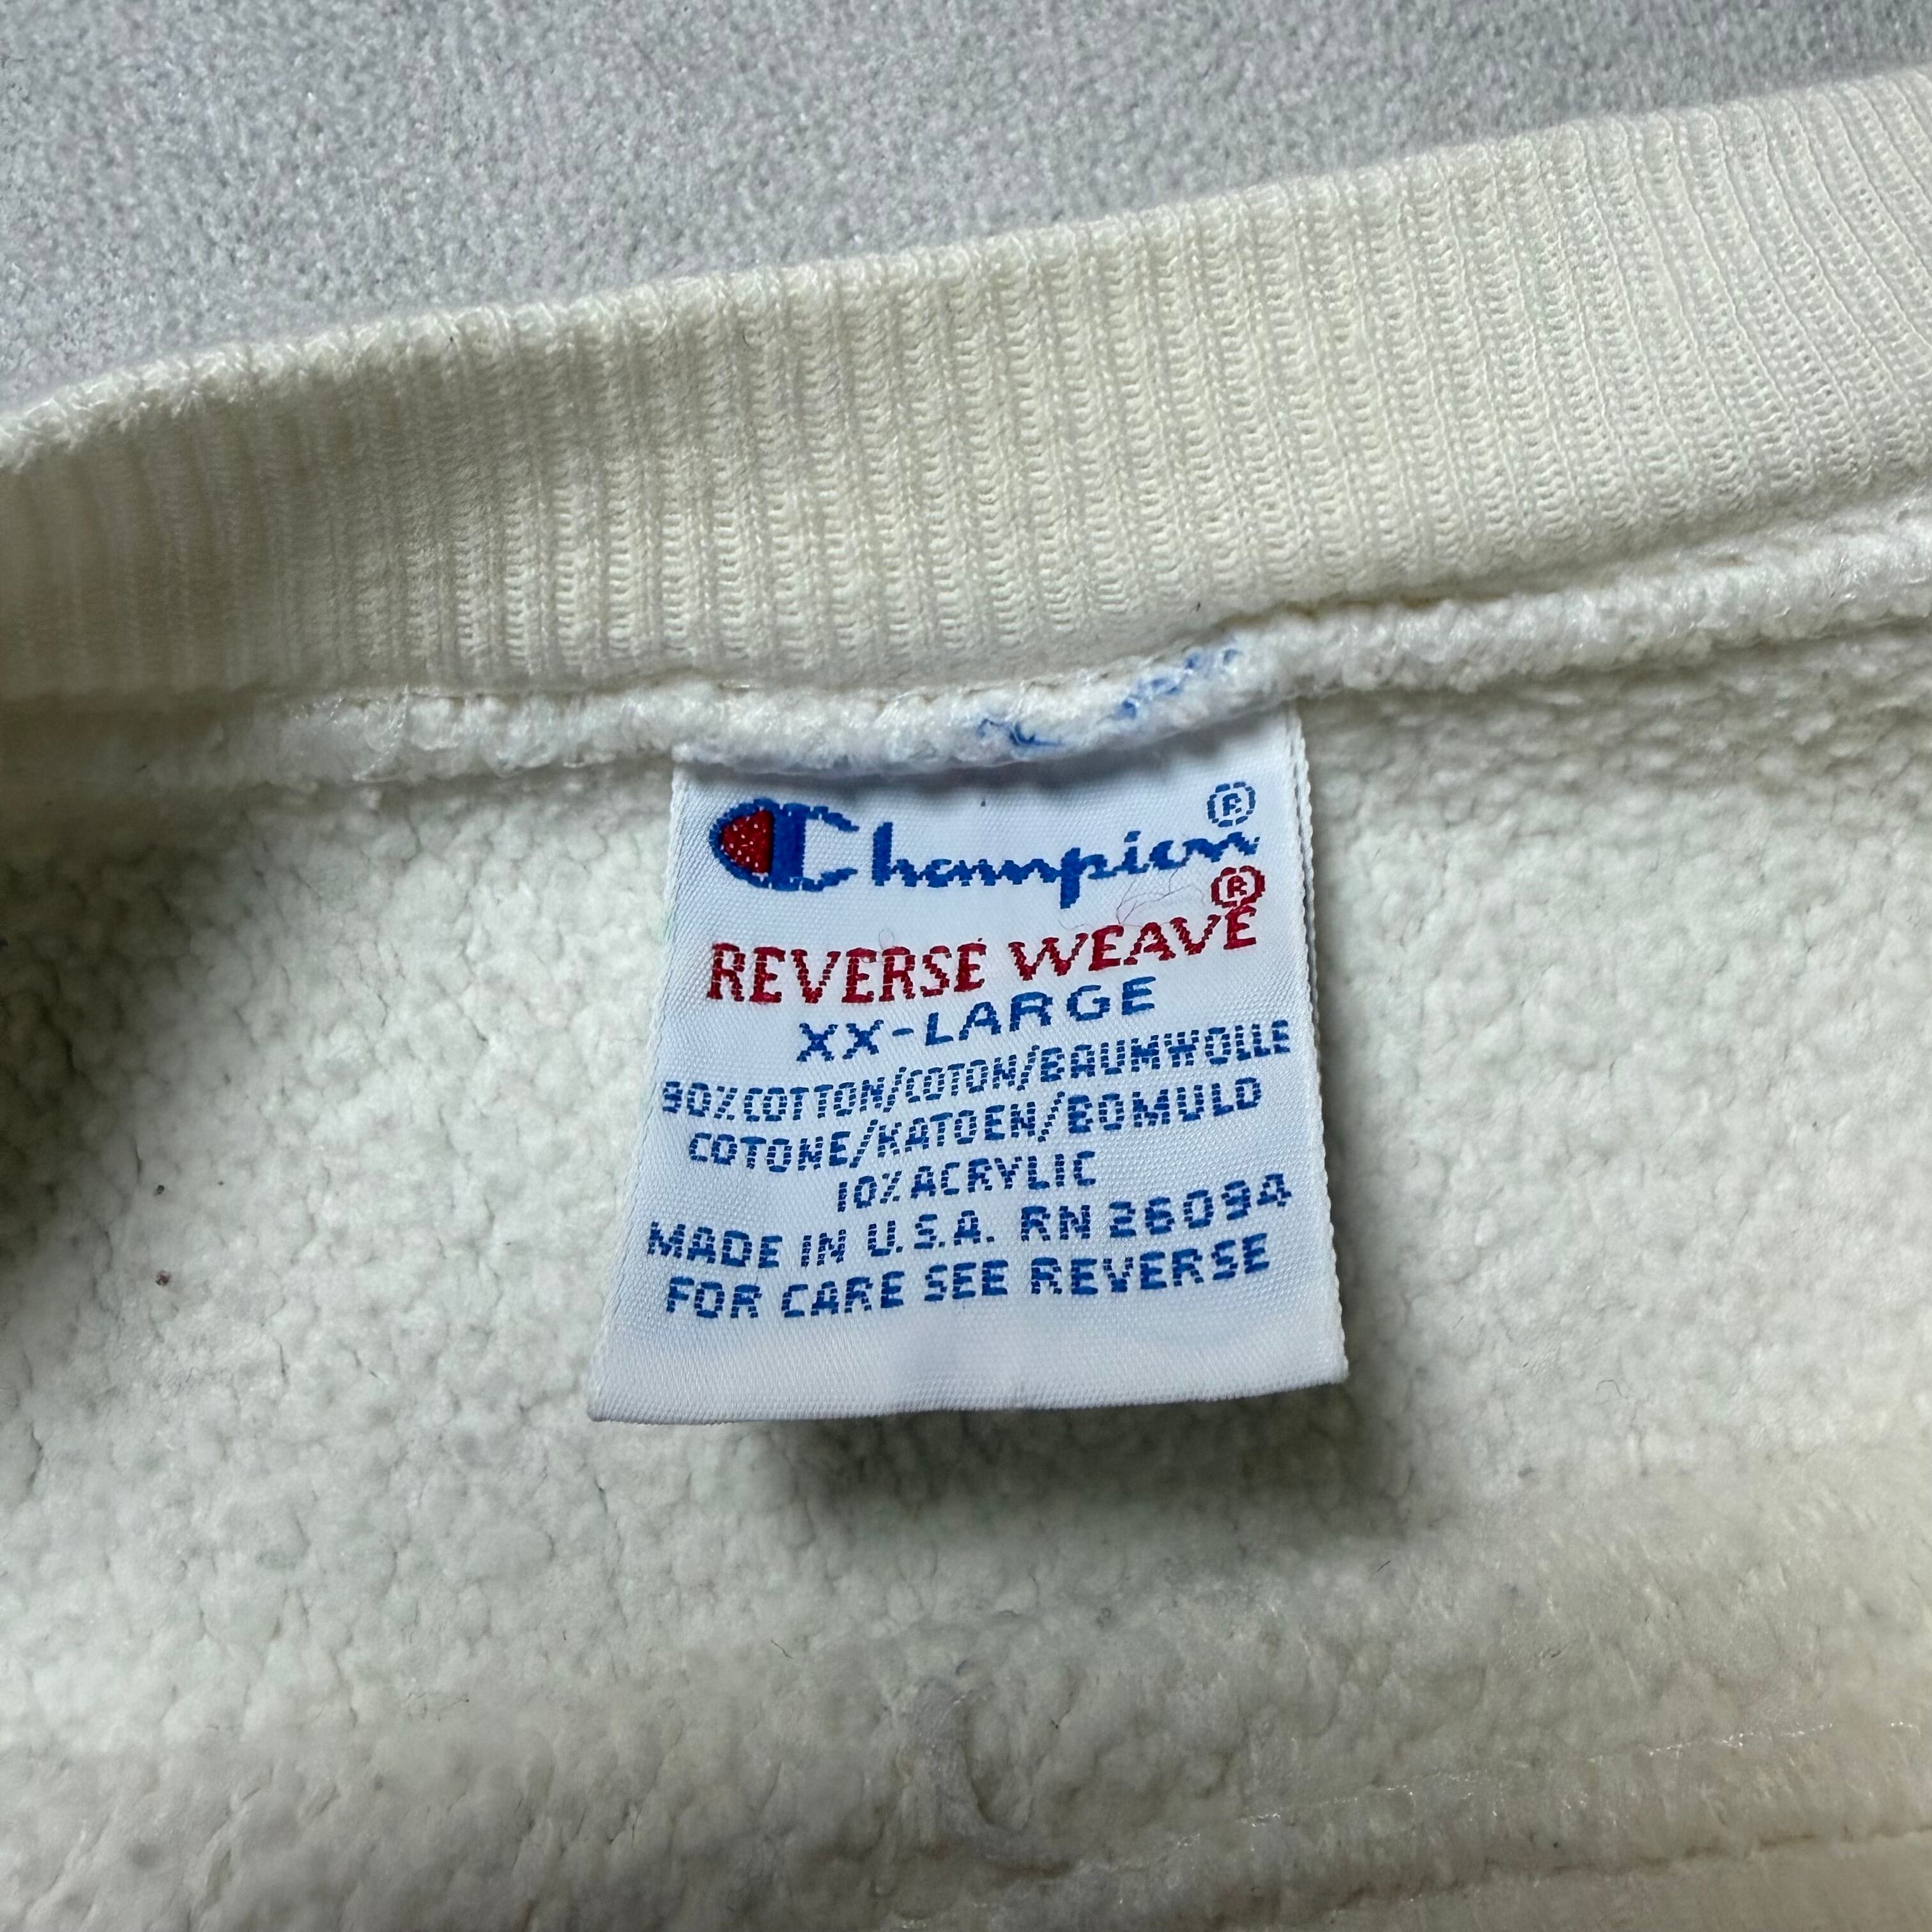 Champion®
REVERSE WEAVE®
XX-LARGE
90% COTTON/COTON/BAUMWOLLE
COTONE/KATOEN/BOMULD
10% ACRYLIC
MADE IN U.S.A. RN 26094
FOR CARE SEE REVERSE